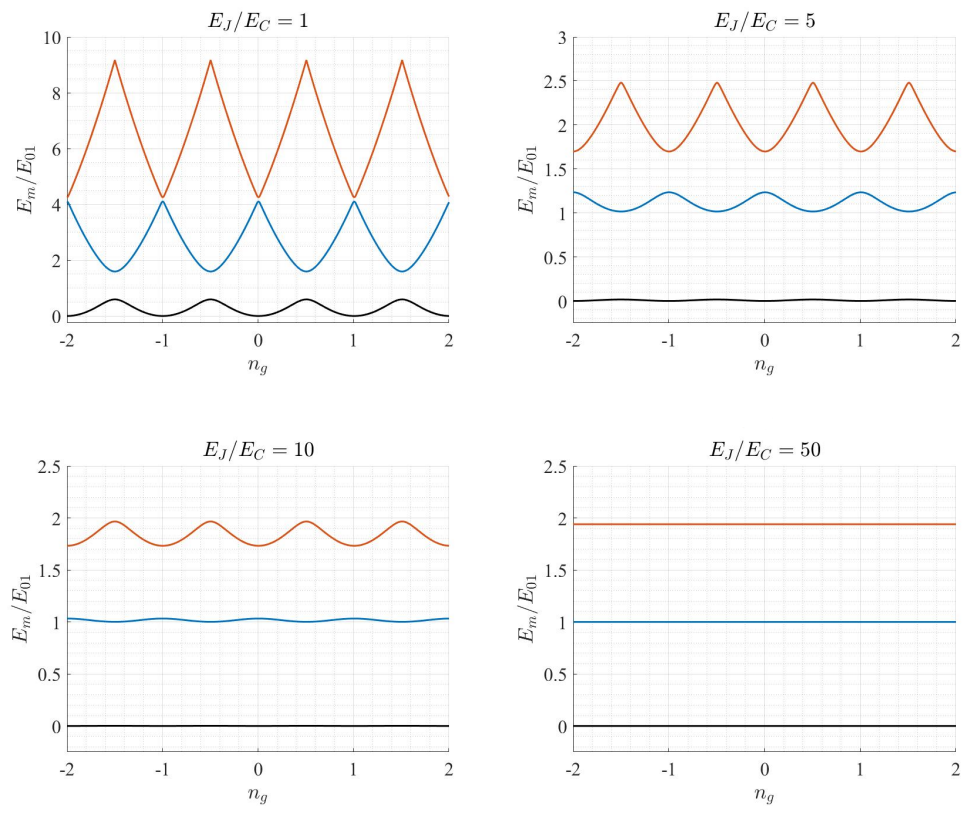 E_J/E_C = 1
10
8
6
4
2
0
-2 -1 0 1 2
E_m/E_01
n_g
E_J/E_C = 5
3
2.5
2
1.5
1
0.5
0
-2 -1 0 1 2
E_m/E_01
n_g
E_J/E_C = 10
2.5
2
1.5
1
0.5
0
-2 -1 0 1 2
E_m/E_01
n_g
E_J/E_C = 50
2.5
2
1.5
1
0.5
0
-2 -1 0 1 2
E_m/E_01
n_g